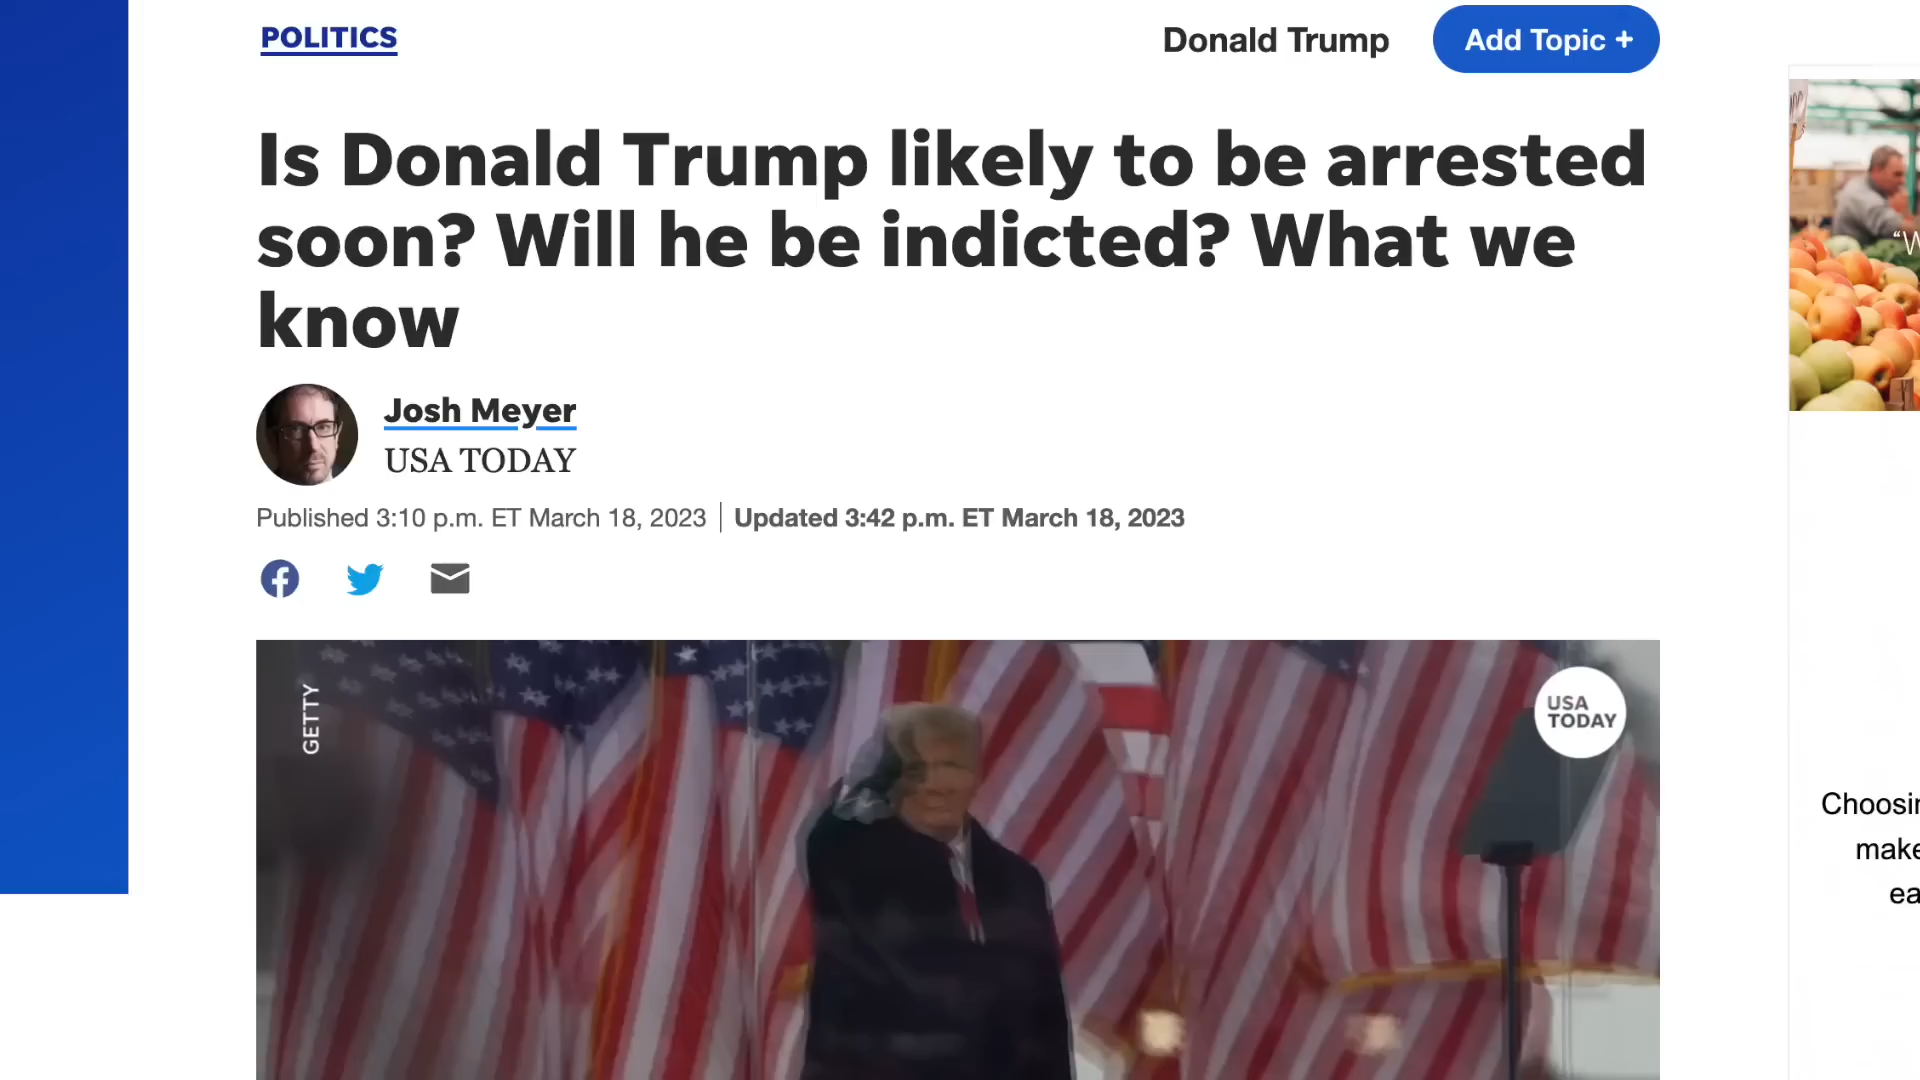 POLITICS
Donald Trump
Add Topic +
Is Donald Trump likely to be arrested
soon? Will he be indicted? What we
know
Josh Meyer
USA TODAY
Published 3:10 p.m. ET March 18, 2023 | Updated 3:42 p.m. ET March 18, 2023
GETTY
USA
TODAY
“W
Choosin
make
ea